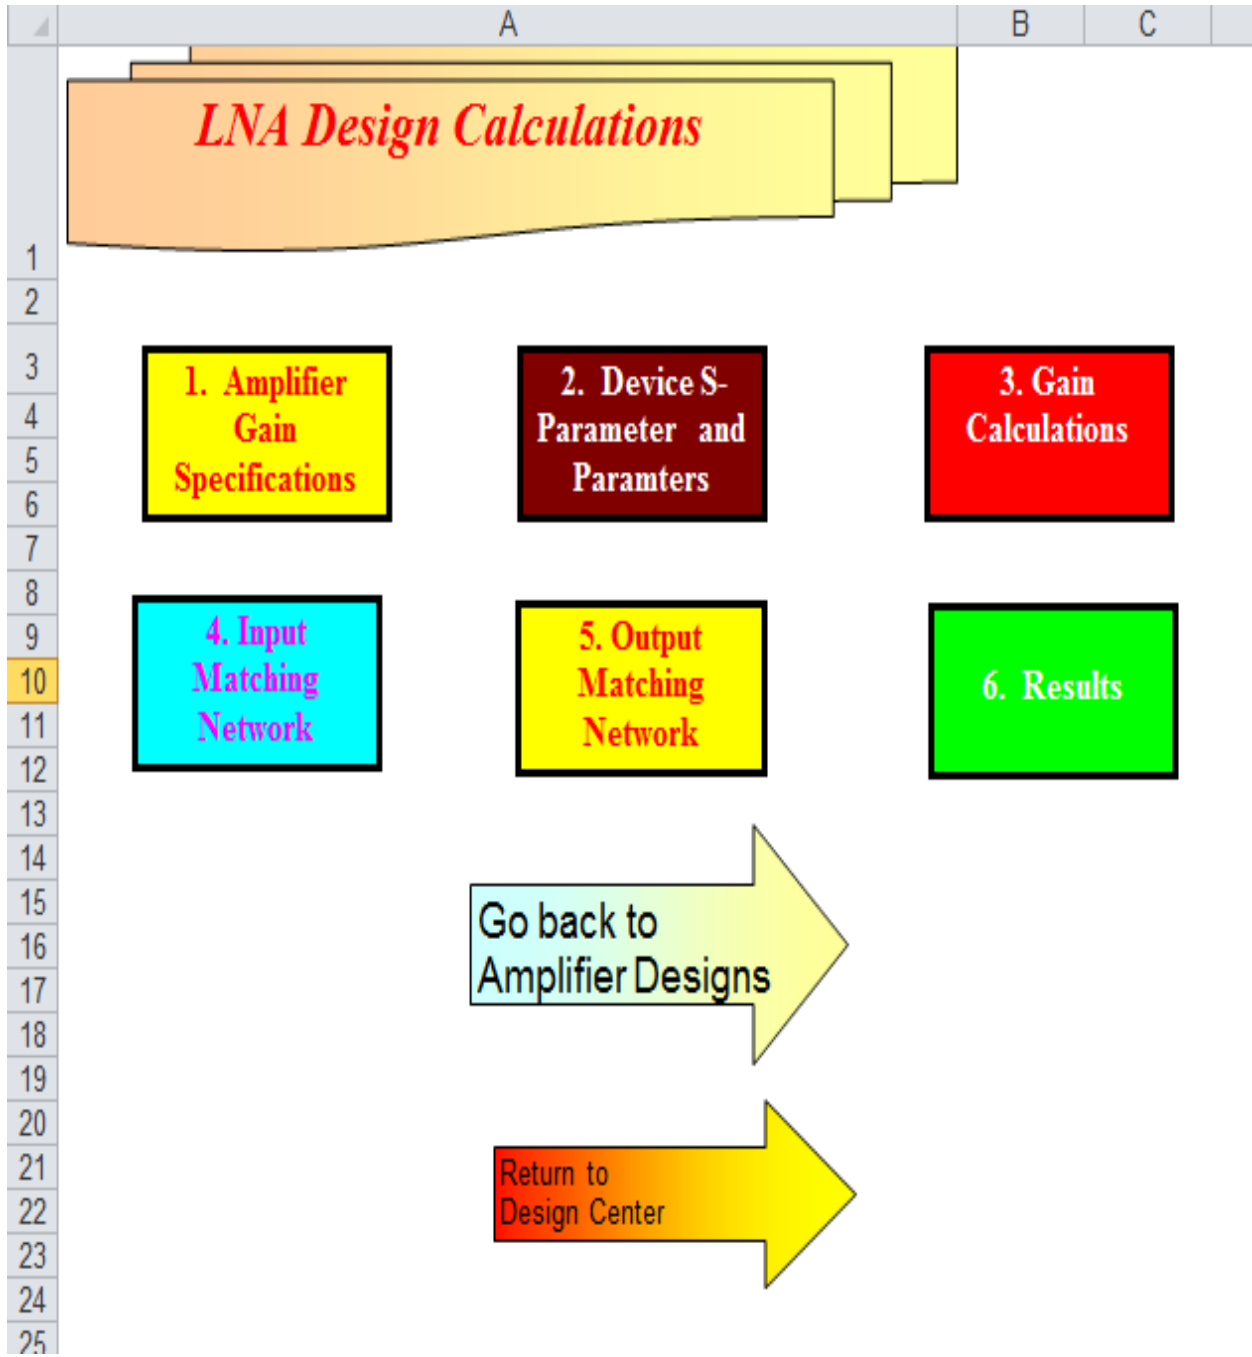 A B C
LNA Design Calculations
1
2
3
4
5
6
7
8
9
10
11
12
13
14
15
16
17
18
19
20
21
22
23
24
25
1. Amplifier
Gain
Specifications
2. Device S-
Parameter and
Paramters
3. Gain
Calculations
4. Input
Matching
Network
5. Output
Matching
Network
6. Results
Go back to
Amplifier Designs
Return to
Design Center